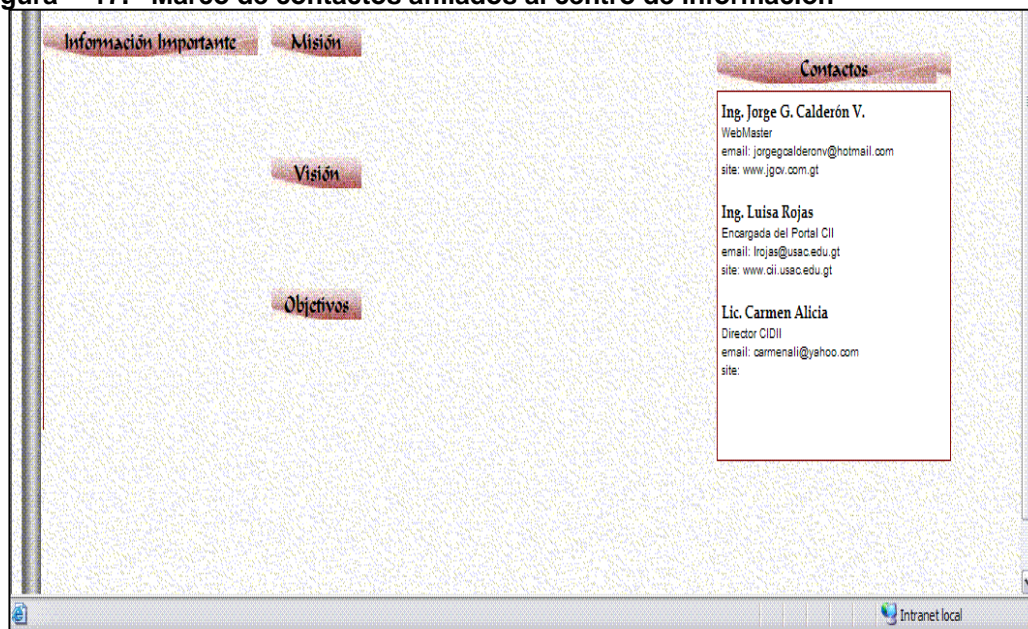 47. Marco de contactos afiliados al centro de información
Información Importante
Misión
Visión
Objetivos
Contactos
Ing. Jorge G. Calderón V.
WebMaster
email: jorgegcalderonv@hotmail.com
site: www.jgcv.com.gt
Ing. Luisa Rojas
Encargada del Portal CII
email: lrojas@usac.edu.gt
site: www.cii.usac.edu.gt
Lic. Carmen Alicia
Director CIDII
email: carmenali@yahoo.com
site:
Intranet local